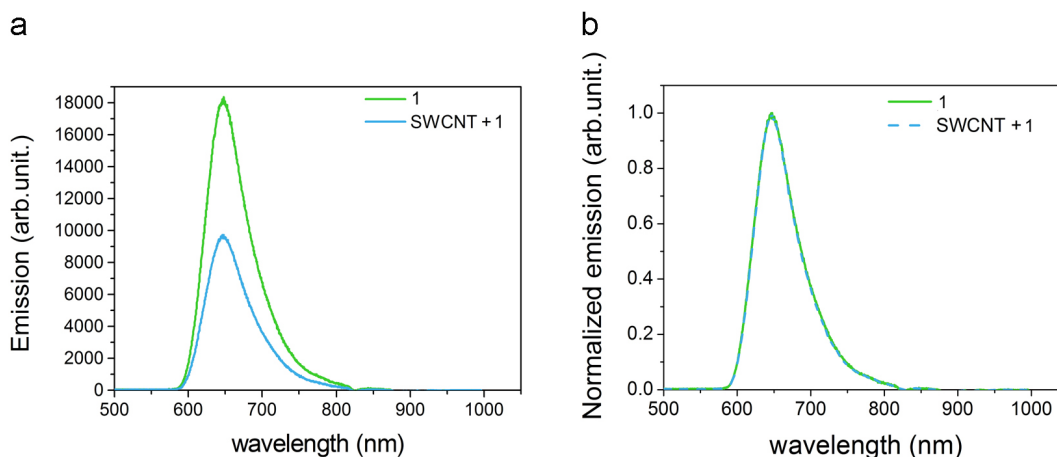 a
Emission (arb.unit.)
18000
16000
14000
12000
10000
8000
6000
4000
2000
0
500 600 700 800 900 1000
wavelength (nm)
1
SWCNT + 1
b
Normalized emission (arb.unit.)
1.0
0.8
0.6
0.4
0.2
0.0
500 600 700 800 900 1000
wavelength (nm)
1
SWCNT + 1